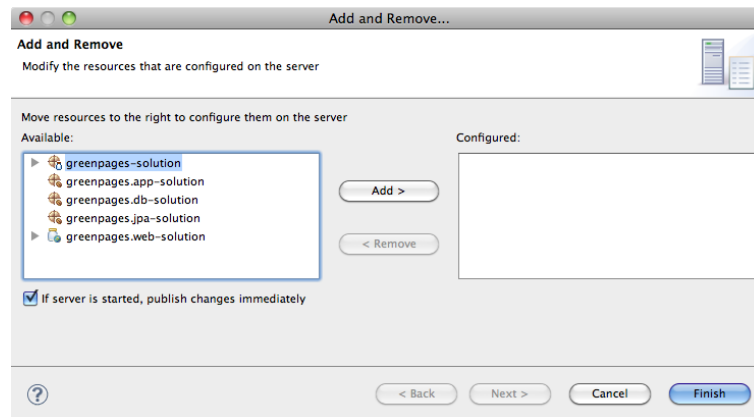 Add and Remove...
Add and Remove
Modify the resources that are configured on the server
Move resources to the right to configure them on the server
Available:
Configured:
greenpages-solution
greenpages.app-solution
greenpages.db-solution
greenpages.jpa-solution
greenpages.web-solution
Add >
< Remove
If server is started, publish changes immediately
?
< Back
Next >
Cancel
Finish